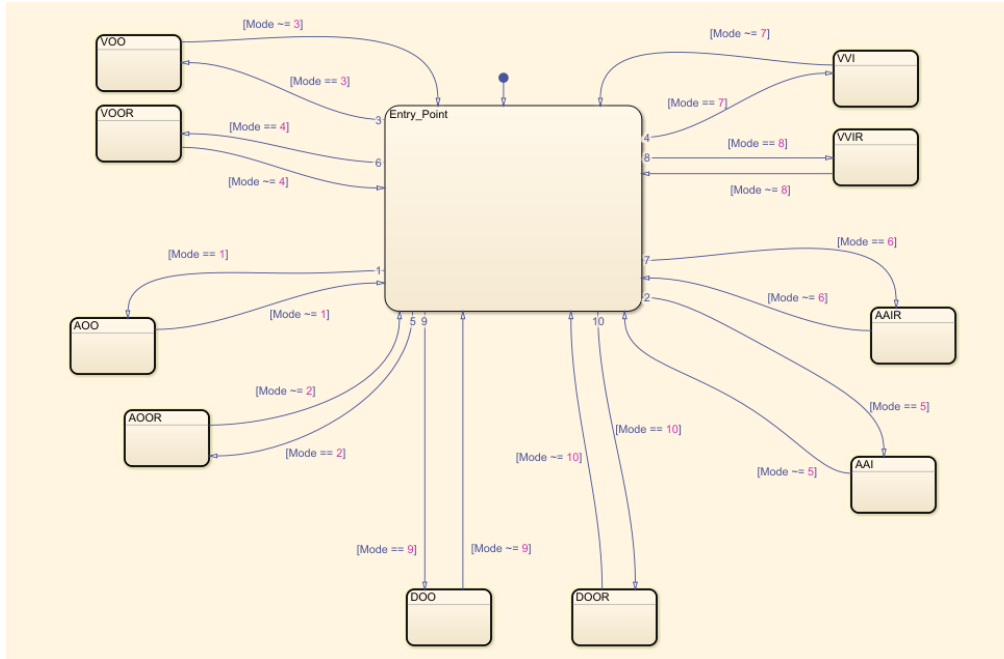 [Mode ~= 3]
[Mode ~= 7]
VOO
VVI
[Mode == 3]
[Mode == 7]
VOOR
Entry_Point
3
[Mode == 4]
4
VVIR
[Mode == 8]
6
8
[Mode ~= 4]
[Mode ~= 8]
[Mode == 6]
[Mode == 1]
7
1
[Mode ~= 6]
2
[Mode ~= 1]
AAIR
5
9
10
AOO
[Mode ~= 2]
[Mode == 5]
AOOR
[Mode == 10]
[Mode == 2]
[Mode ~= 10]
AAI
[Mode ~= 5]
[Mode == 9]
[Mode ~= 9]
DOO
DOOR